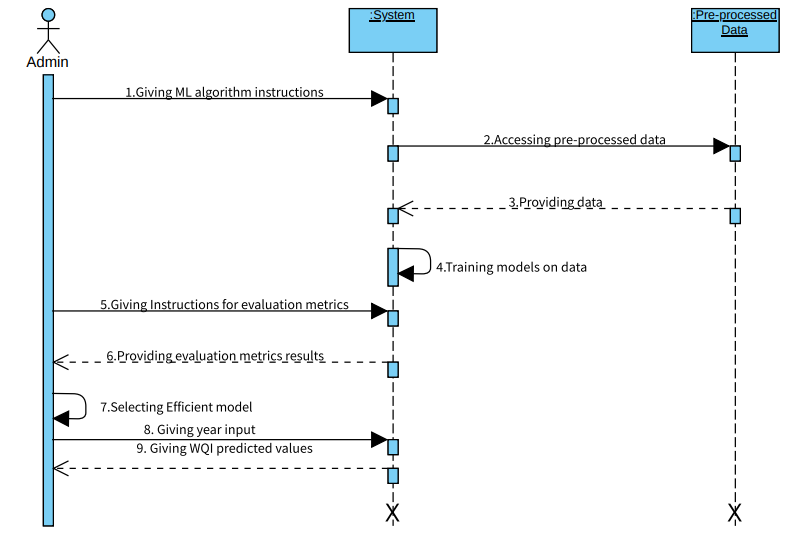 :System
:Pre-processed
Data
Admin
1.Giving ML algorithm instructions
2.Accessing pre-processed data
3.Providing data
4.Training models on data
5.Giving Instructions for evaluation metrics
6.Providing evaluation metrics results
7.Selecting Efficient model
8. Giving year input
9. Giving WQI predicted values
X
X